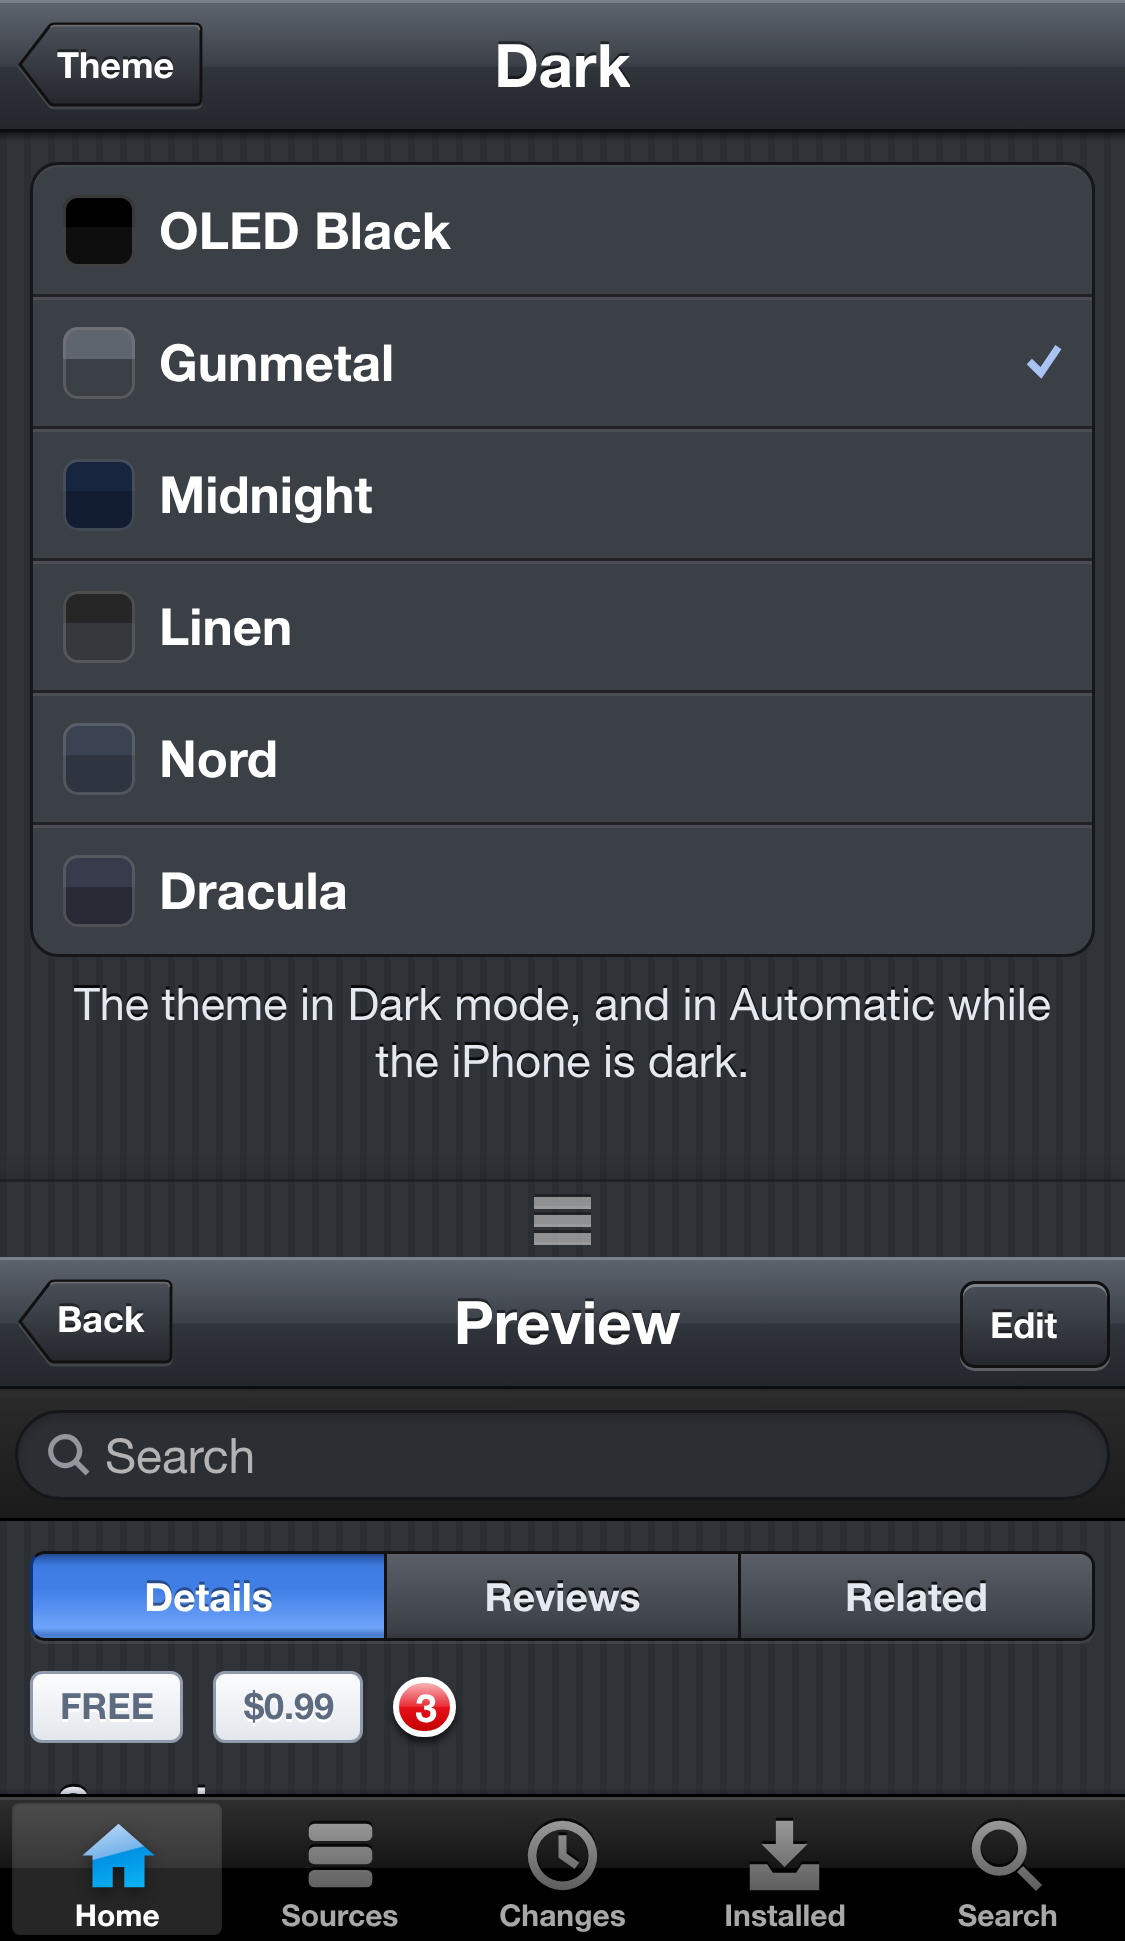 Theme
Dark
OLED Black
Gunmetal
Midnight
Linen
Nord
Dracula
The theme in Dark mode, and in Automatic while
the iPhone is dark.
Back
Preview
Edit
Search
Details
Reviews
Related
FREE
$0.99
3
Home
Sources
Changes
Installed
Search